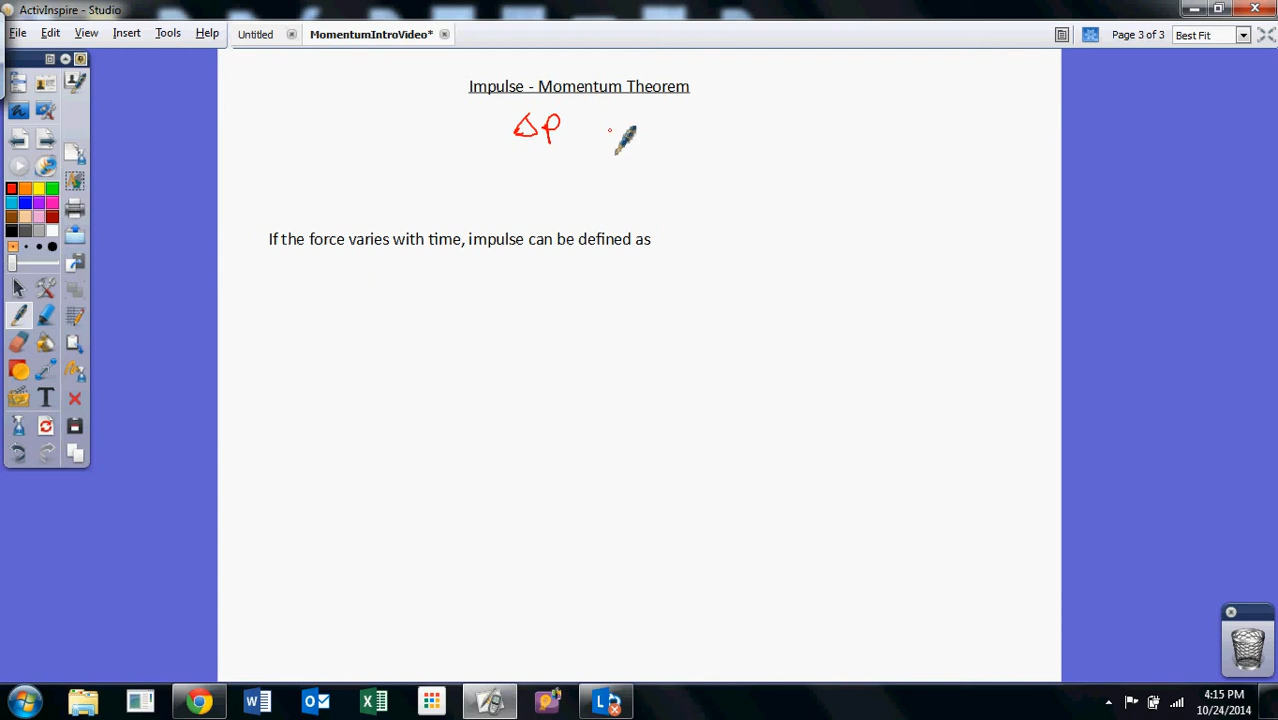 ActivInspire - Studio
File Edit View Insert Tools Help Untitled MomentumIntroVideo* Page 3 of 3 Best Fit
Impulse - Momentum Theorem
Δp
If the force varies with time, impulse can be defined as
4:15 PM
10/24/2014